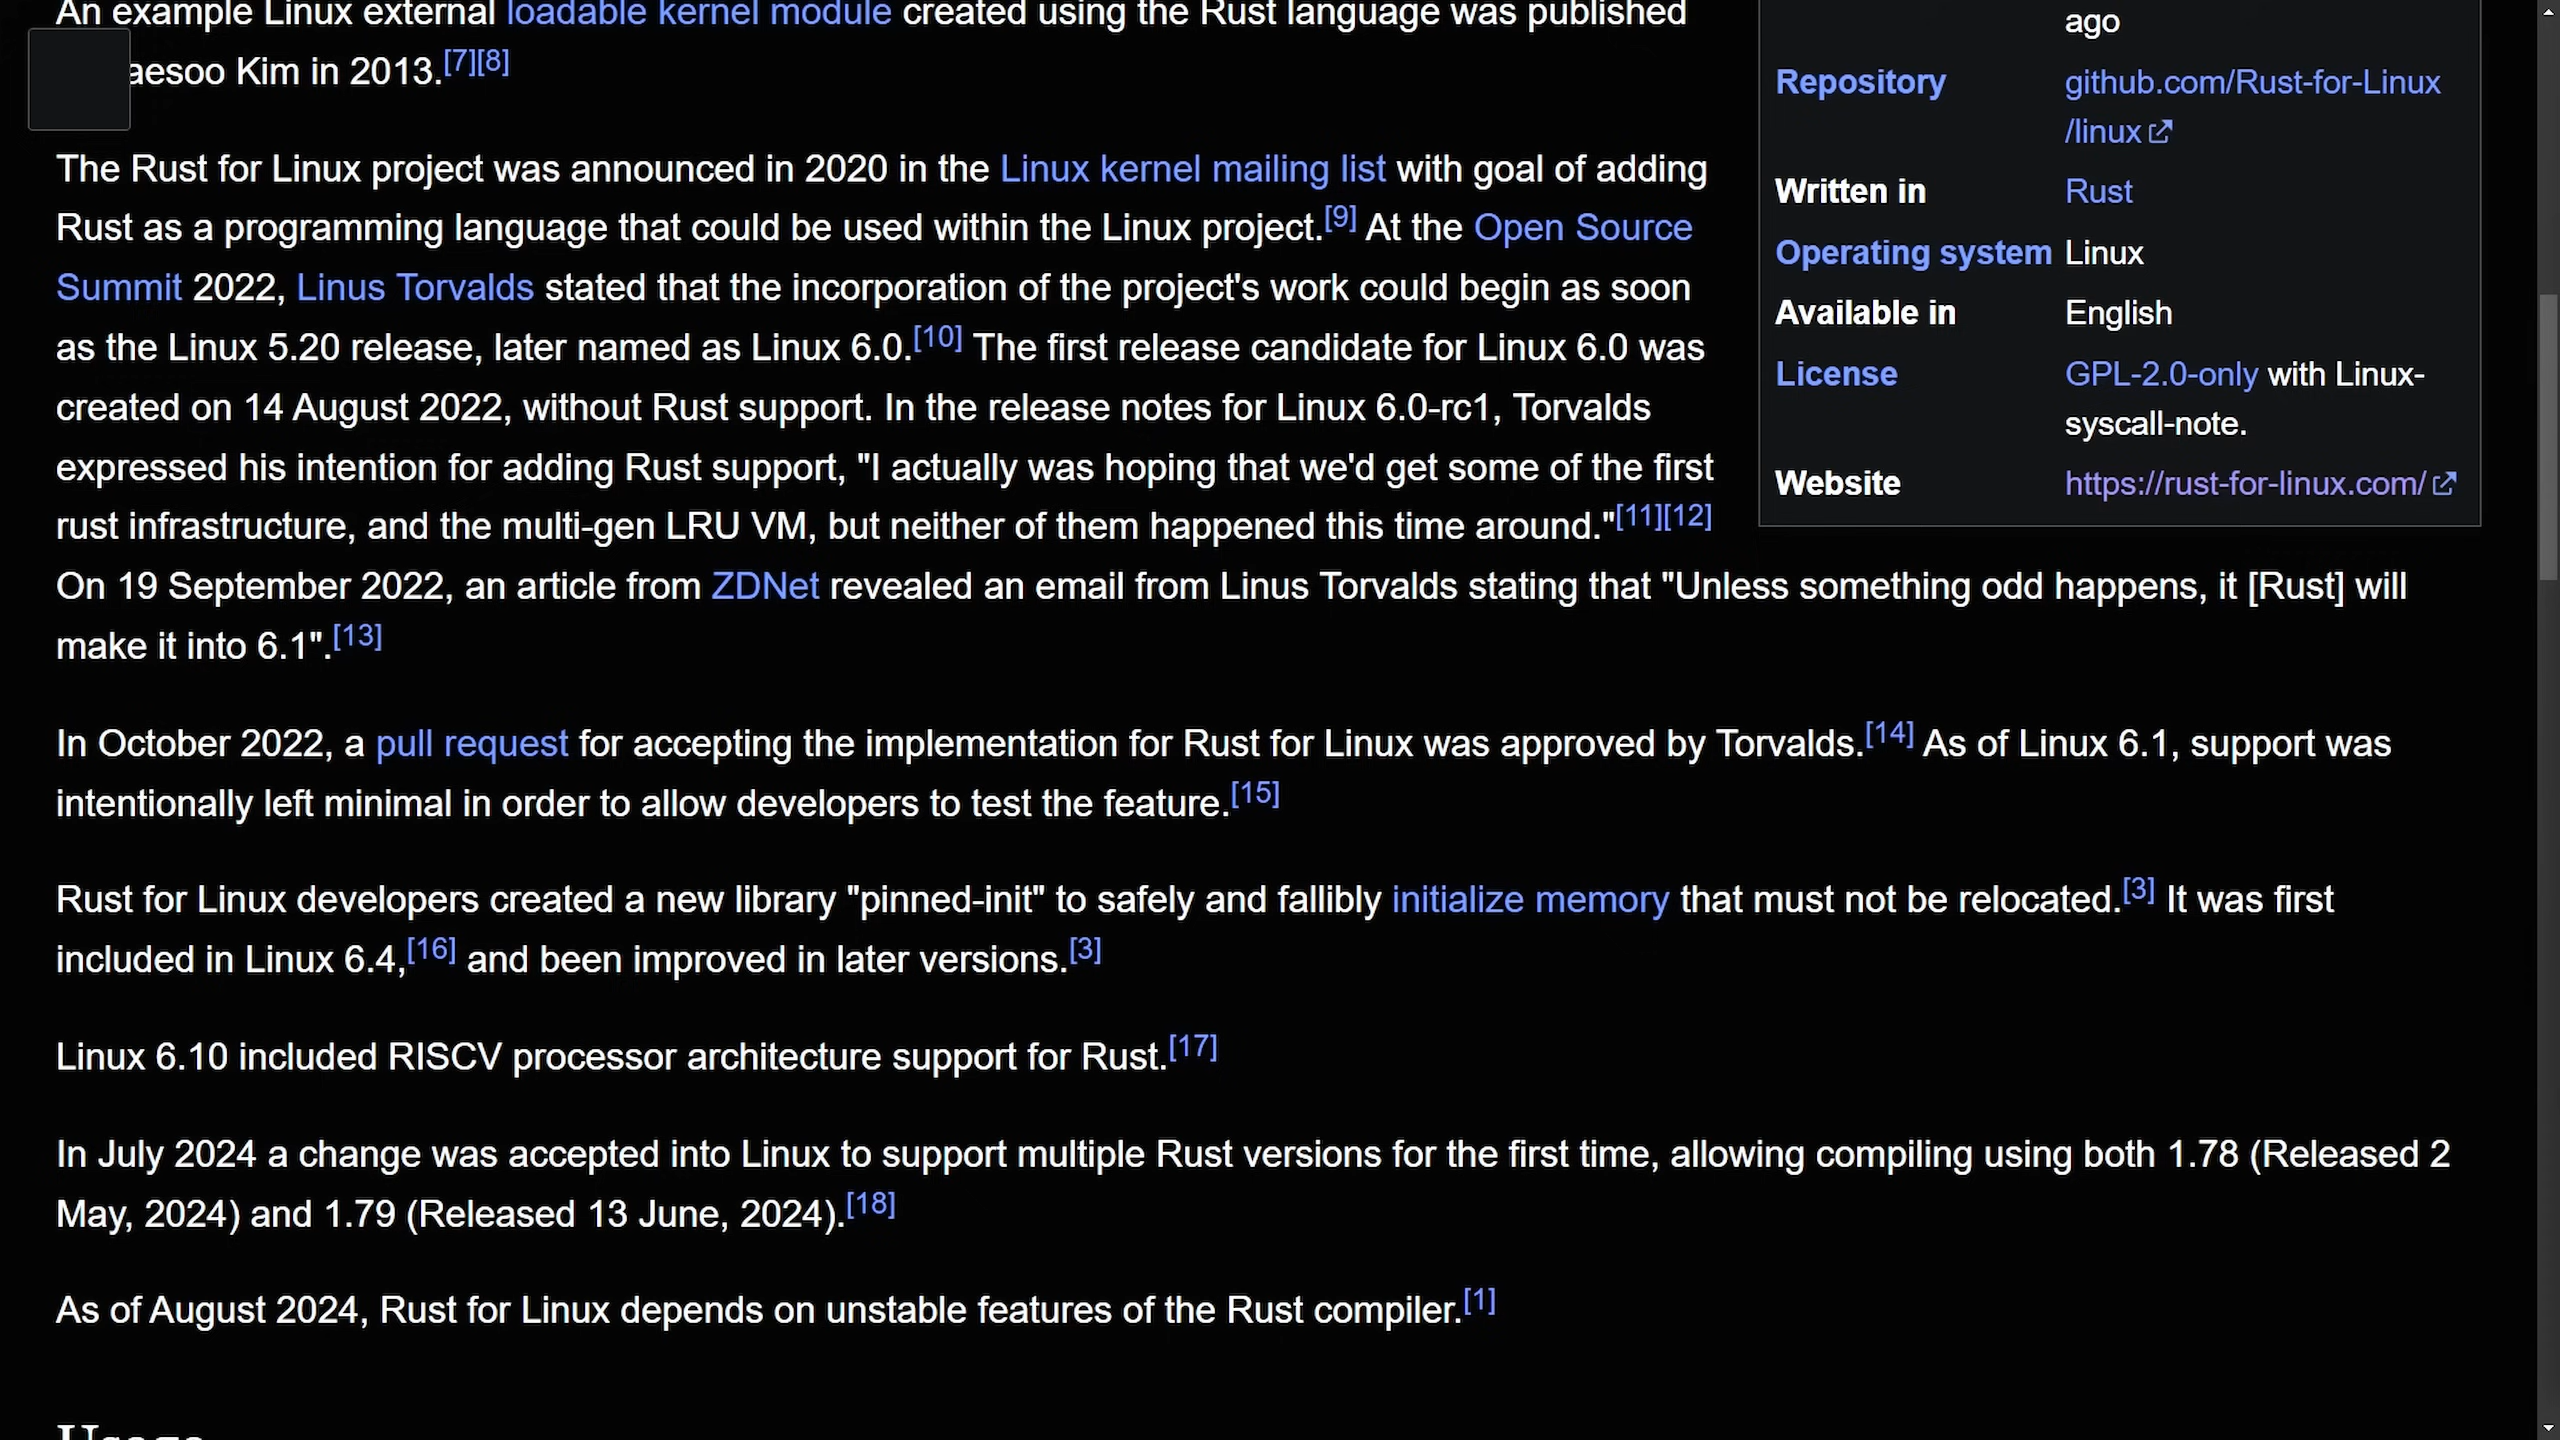 An example Linux external loadable kernel module created using the Rust language was published
aesoo Kim in 2013.[7][8]
The Rust for Linux project was announced in 2020 in the Linux kernel mailing list with goal of adding
Rust as a programming language that could be used within the Linux project.[9] At the Open Source
Summit 2022, Linus Torvalds stated that the incorporation of the project's work could begin as soon
as the Linux 5.20 release, later named as Linux 6.0.[10] The first release candidate for Linux 6.0 was
created on 14 August 2022, without Rust support. In the release notes for Linux 6.0-rc1, Torvalds
expressed his intention for adding Rust support, "I actually was hoping that we'd get some of the first
rust infrastructure, and the multi-gen LRU VM, but neither of them happened this time around."[11][12]
On 19 September 2022, an article from ZDNet revealed an email from Linus Torvalds stating that "Unless something odd happens, it [Rust] will
make it into 6.1".[13]
In October 2022, a pull request for accepting the implementation for Rust for Linux was approved by Torvalds.[14] As of Linux 6.1, support was
intentionally left minimal in order to allow developers to test the feature.[15]
Rust for Linux developers created a new library "pinned-init" to safely and fallibly initialize memory that must not be relocated.[3] It was first
included in Linux 6.4,[16] and been improved in later versions.[3]
Linux 6.10 included RISCV processor architecture support for Rust.[17]
In July 2024 a change was accepted into Linux to support multiple Rust versions for the first time, allowing compiling using both 1.78 (Released 2
May, 2024) and 1.79 (Released 13 June, 2024).[18]
As of August 2024, Rust for Linux depends on unstable features of the Rust compiler.[1]
Usage
ago
Repository github.com/Rust-for-Linux
/linux
Written in Rust
Operating system Linux
Available in English
License GPL-2.0-only with Linux-
syscall-note.
Website https://rust-for-linux.com/